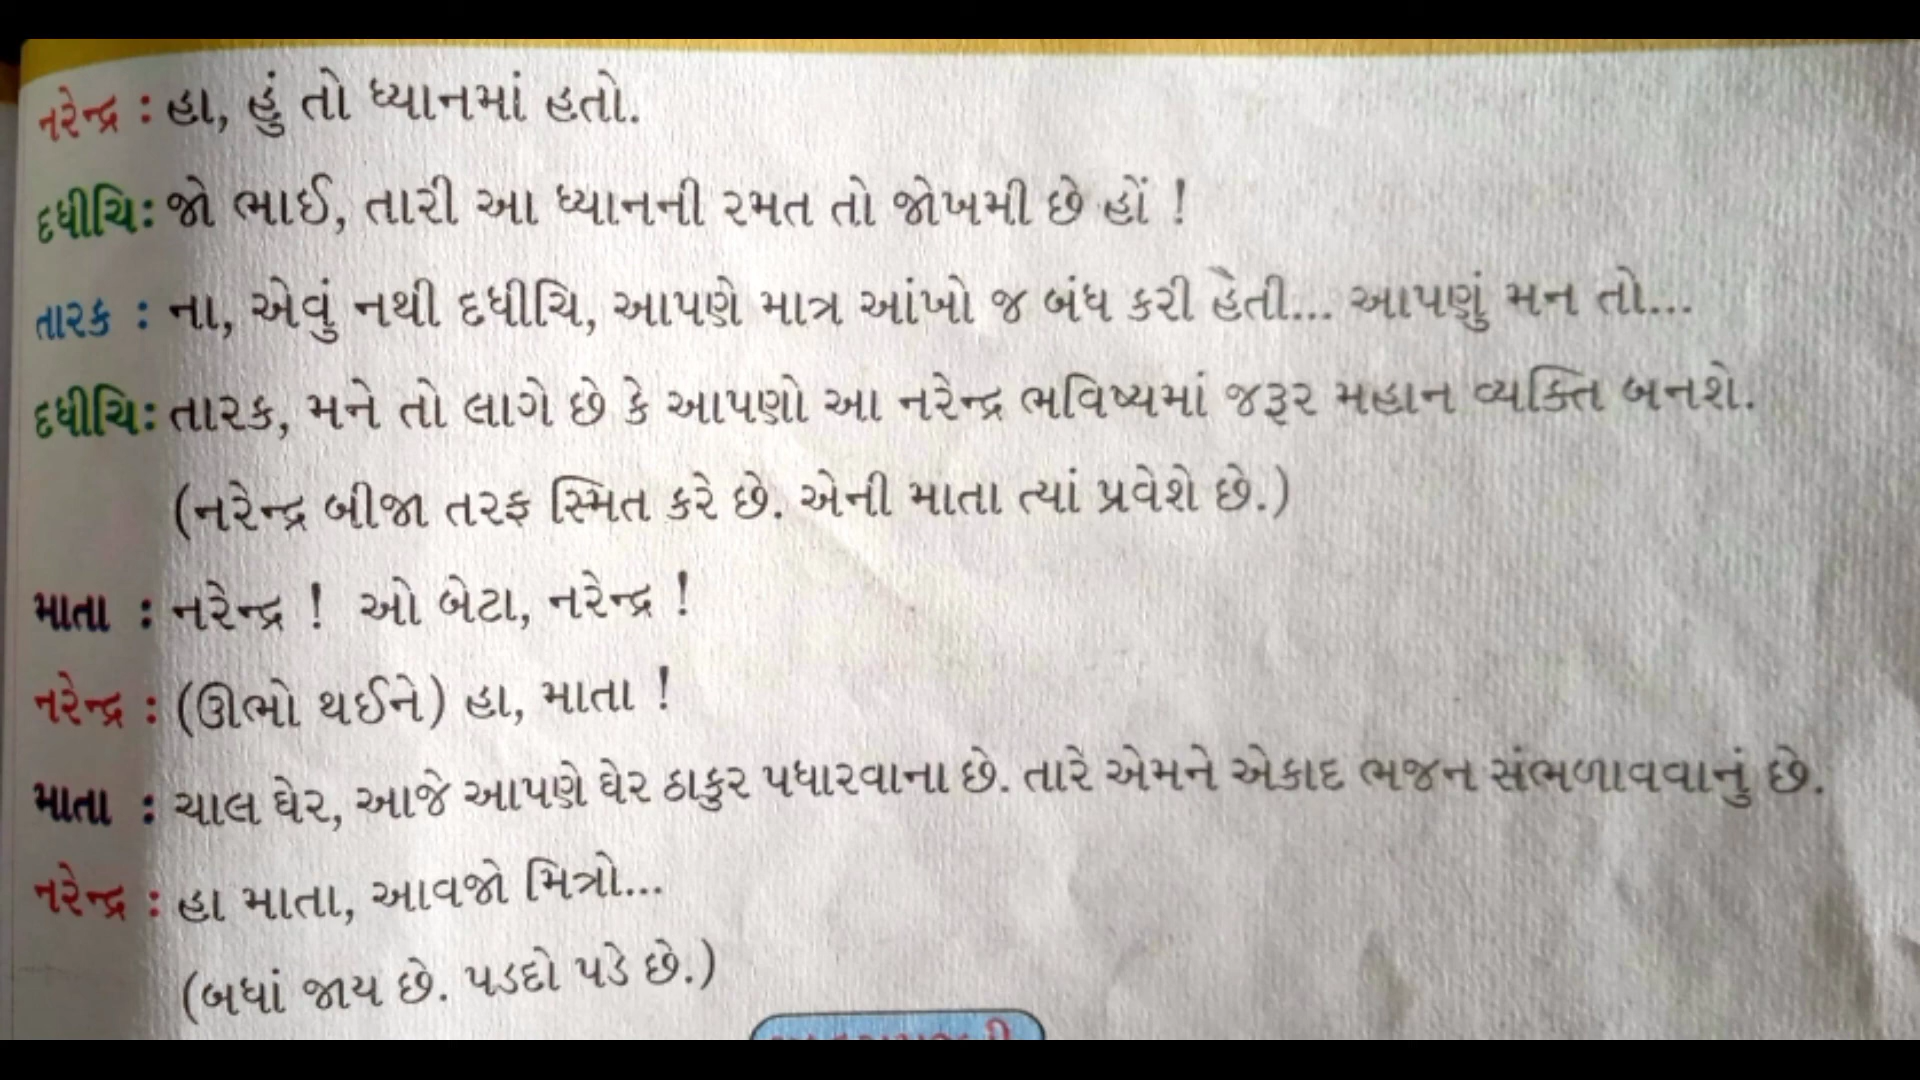 નરેન્દ્ર : હા, હું તો ધ્યાનમાં હતો.
દધીચિ: જો ભાઈ, તારી આ ધ્યાનની રમત તો જોખમી છે હોં !
તારક : ના, એવું નથી દધીચિ, આપણે માત્ર આંખો જ બંધ કરી હતી... આપણું મન તો...
દધીચિ: તારક, મને તો લાગે છે કે આપણો આ નરેન્દ્ર ભવિષ્યમાં જરૂર મહાન વ્યક્તિ બનશે.
(નરેન્દ્ર બીજા તરફ સ્મિત કરે છે. એની માતા ત્યાં પ્રવેશે છે.)
માતા : નરેન્દ્ર ! ઓ બેટા, નરેન્દ્ર !
નરેન્દ્ર : (ઊભો થઈને) હા, માતા !
માતા : ચાલ ઘેર, આજે આપણે ઘેર ઠાકુર પધારવાના છે. તારે એમને એકાદ ભજન સંભળાવવાનું છે.
નરેન્દ્ર : હા માતા, આવજો મિત્રો...
(બધાં જાય છે. પડદો પડે છે.)